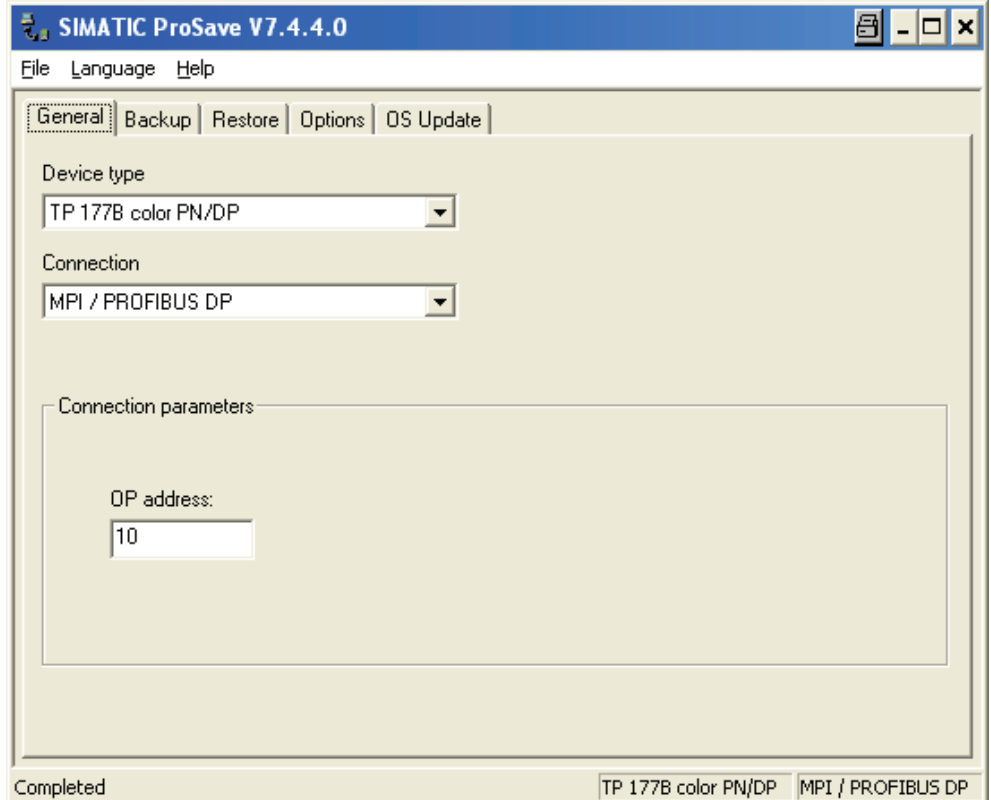 SIMATIC ProSave V7.4.4.0
File Language Help
General Backup Restore Options OS Update
Device type
TP 177B color PN/DP
Connection
MPI / PROFIBUS DP
Connection parameters
OP address:
10
Completed TP 177B color PN/DP MPI / PROFIBUS DP